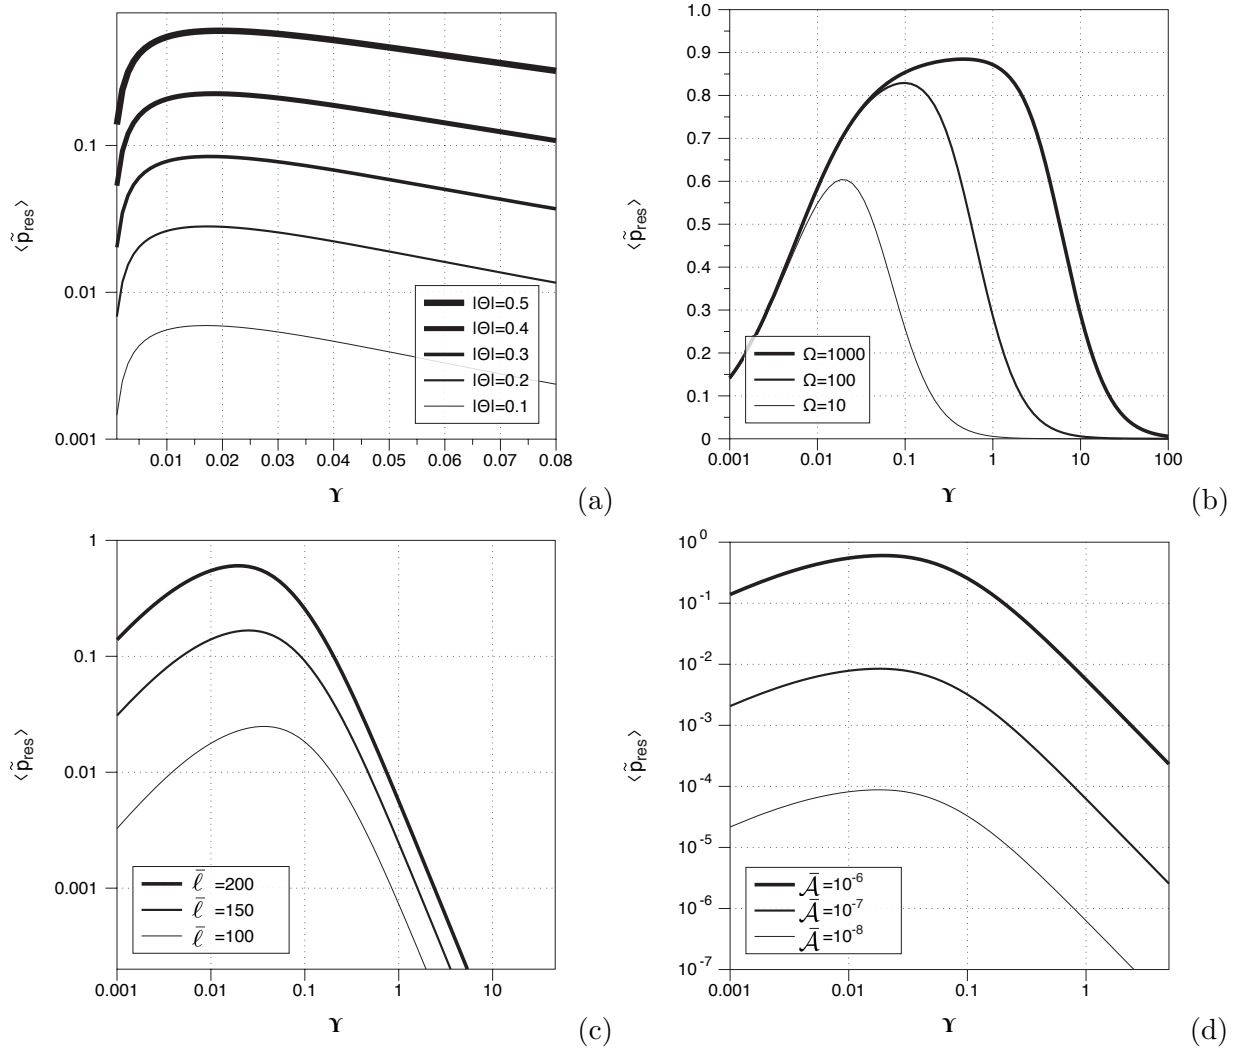 ⟨p̃res⟩
0.1
0.01
0.001
|Θ|=0.5
|Θ|=0.4
|Θ|=0.3
|Θ|=0.2
|Θ|=0.1
0.01 0.02 0.03 0.04 0.05 0.06 0.07 0.08
ϒ
(a)
⟨p̃res⟩
1.0
0.9
0.8
0.7
0.6
0.5
0.4
0.3
0.2
0.1
0
Ω=1000
Ω=100
Ω=10
0.001 0.01 0.1 1 10 100
ϒ
(b)
⟨p̃res⟩
1
0.1
0.01
0.001
ℓ̄ =200
ℓ̄ =150
ℓ̄ =100
0.001 0.01 0.1 1 10
ϒ
(c)
⟨p̃res⟩
10⁰
10⁻¹
10⁻²
10⁻³
10⁻⁴
10⁻⁵
10⁻⁶
10⁻⁷
𝒜̄=10⁻⁶
𝒜̄=10⁻⁷
𝒜̄=10⁻⁸
0.001 0.01 0.1 1
ϒ
(d)